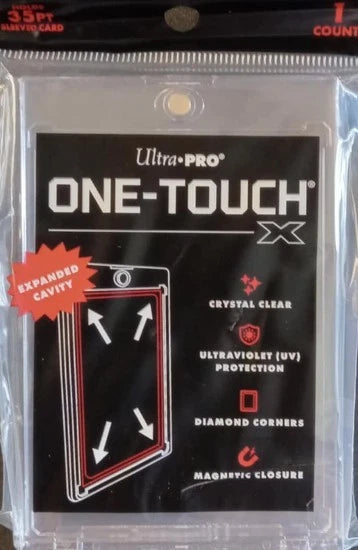 HOLDS
35PT
SLEEVED CARD
1
COUNT
ULTRA•PRO®
ONE-TOUCH®
X
EXPANDED
CAVITY
CRYSTAL CLEAR
ULTRAVIOLET (UV)
PROTECTION
DIAMOND CORNERS
MAGNETIC CLOSURE